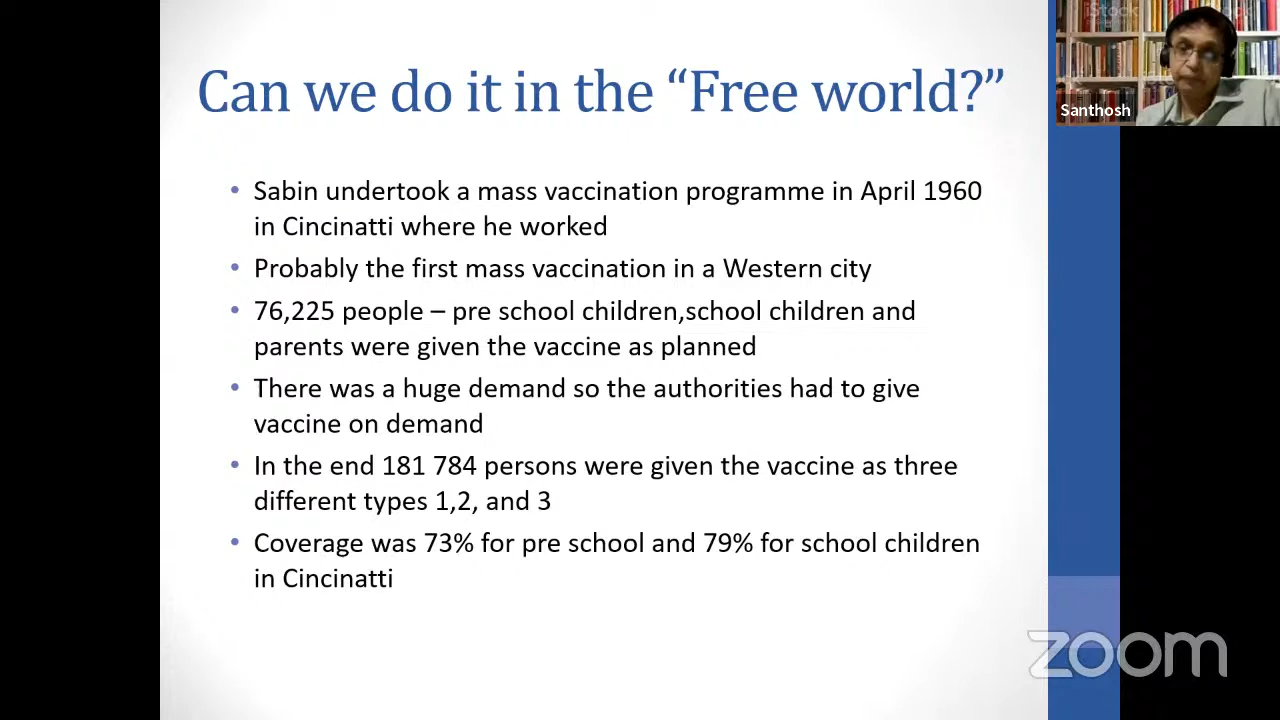 Can we do it in the “Free world?”
• Sabin undertook a mass vaccination programme in April 1960
in Cincinatti where he worked
• Probably the first mass vaccination in a Western city
• 76,225 people – pre school children,school children and
parents were given the vaccine as planned
• There was a huge demand so the authorities had to give
vaccine on demand
• In the end 181 784 persons were given the vaccine as three
different types 1,2, and 3
• Coverage was 73% for pre school and 79% for school children
in Cincinatti
iStock
Santhosh
zoom